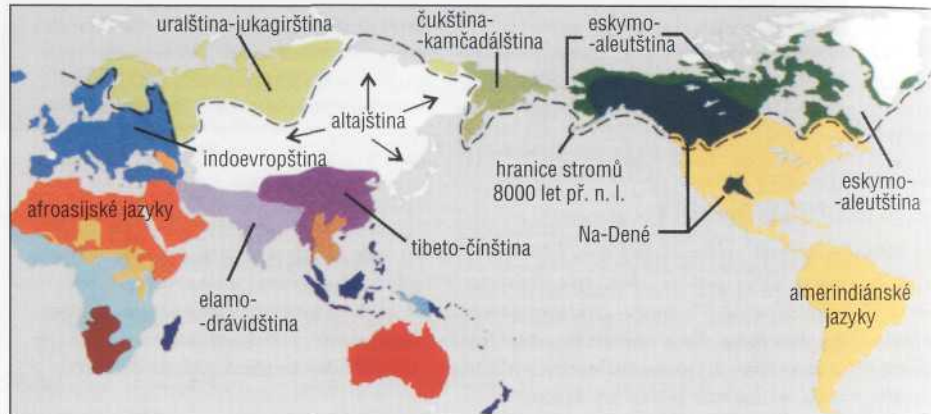 uralština-jukagirština
čukština-
-kamčadálština
eskymo-
-aleutština
altajština
indoevropština
hranice stromů
8000 let př. n. l.
eskymo-
-aleutština
afroasijské jazyky
Na-Dené
tibeto-čínština
elamo-
-drávidština
amerindiánské
jazyky